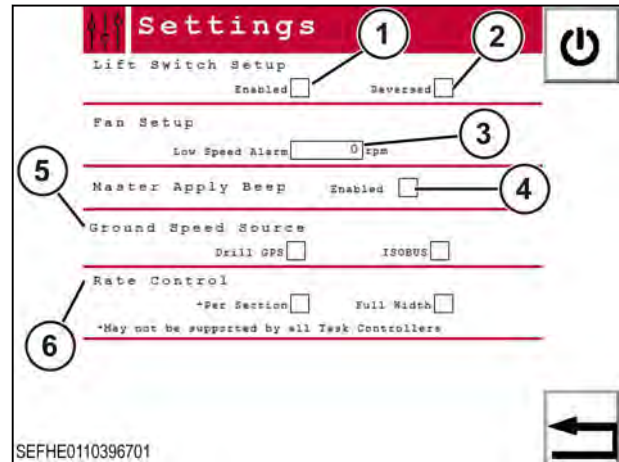 Settings
1
2
Lift Switch Setup
Enabled
Reversed
Fan Setup
3
Low Speed Alarm 0 rpm
5
Master Apply Beep Enabled
4
Ground Speed Source
Drill GPS ISOBUS
Rate Control
*Per Section Full Width
6
*May not be supported by all Task Controllers
SEFHE0110396701